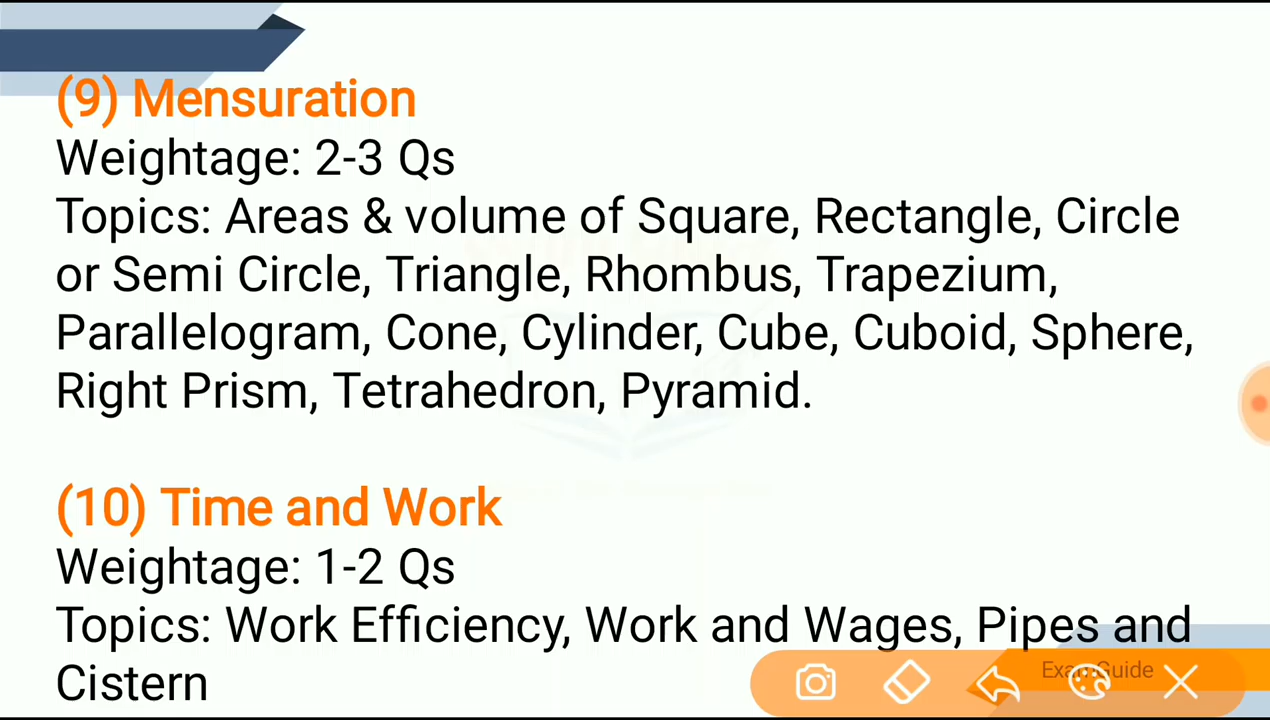 (9) Mensuration
Weightage: 2-3 Qs
Topics: Areas & volume of Square, Rectangle, Circle
or Semi Circle, Triangle, Rhombus, Trapezium,
Parallelogram, Cone, Cylinder, Cube, Cuboid, Sphere,
Right Prism, Tetrahedron, Pyramid.
(10) Time and Work
Weightage: 1-2 Qs
Topics: Work Efficiency, Work and Wages, Pipes and
Cistern
Exam Guide